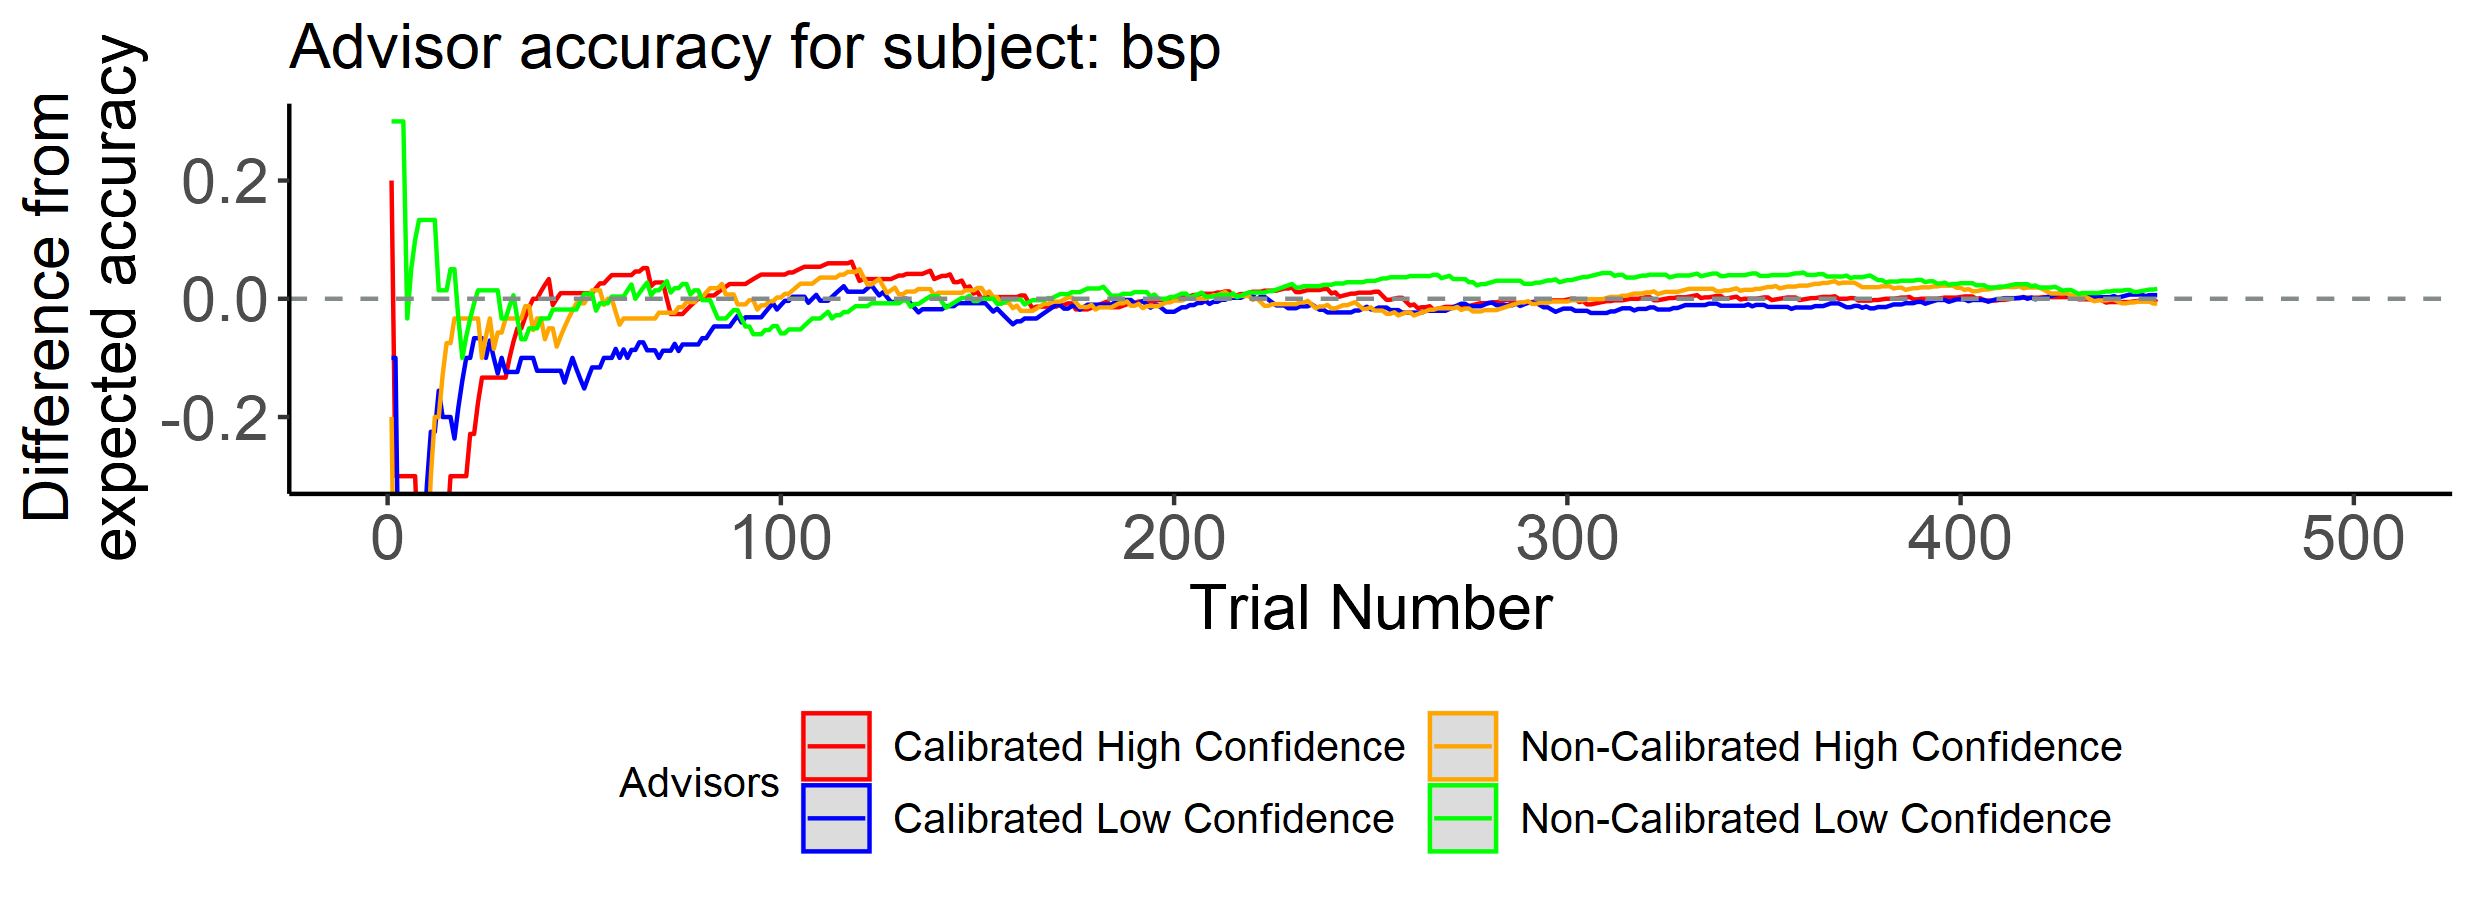 Advisor accuracy for subject: bsp
Difference from
expected accuracy
0.2
0.0
-0.2
0
100
200
300
400
500
Trial Number
Advisors
Calibrated High Confidence
Non-Calibrated High Confidence
Calibrated Low Confidence
Non-Calibrated Low Confidence